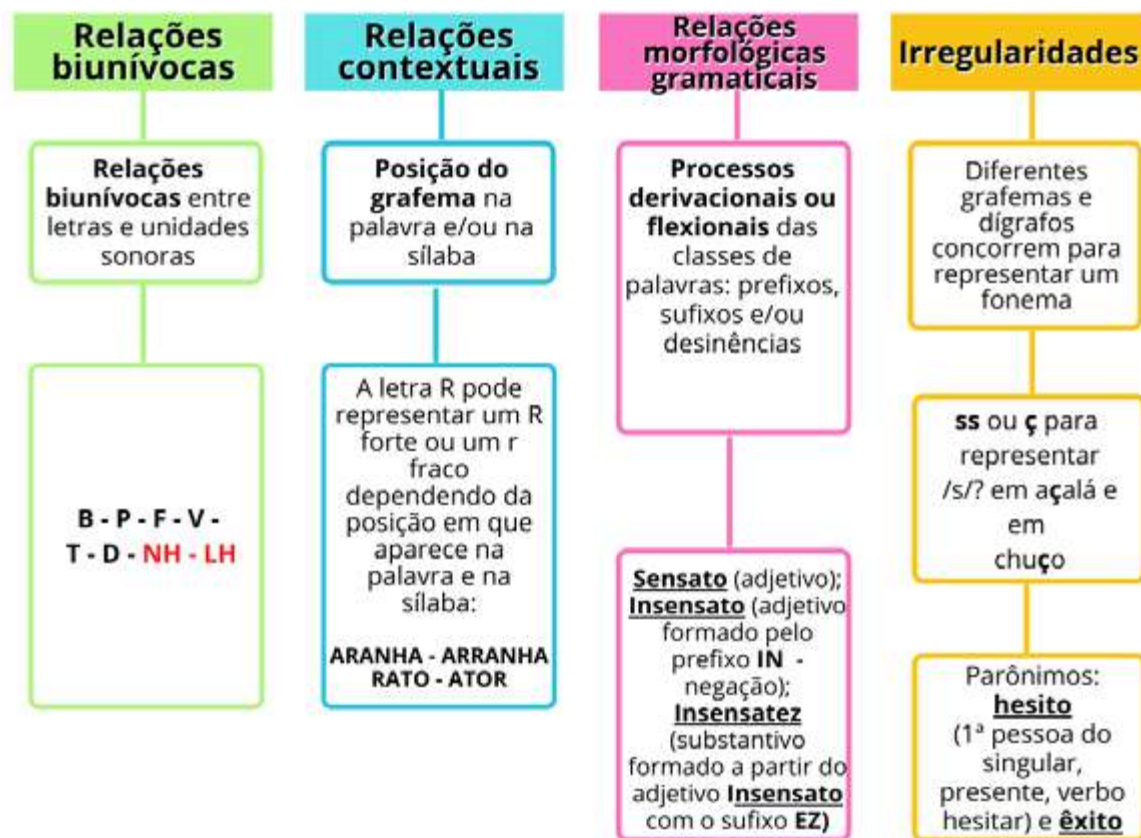 Relações
biunívocas
Relações
biunívocas entre
letras e unidades
sonoras
B - P - F - V -
T - D - NH - LH
Relações
contextuais
Posição do
grafema na
palavra e/ou na
sílaba
A letra R pode
representar um R
forte ou um r
fraco
dependendo da
posição em que
aparece na
palavra e na
sílaba:
ARANHA - ARRANHA
RATO - ATOR
Relações
morfológicas
gramaticais
Processos
derivacionais ou
flexionais das
classes de
palavras: prefixos,
sufixos e/ou
desinências
Sensato (adjetivo);
Insensato (adjetivo
formado pelo
prefixo IN -
negação);
Insensatez
(substantivo
formado a partir do
adjetivo Insensato
com o sufixo EZ)
Irregularidades
Diferentes
grafemas e
dígrafos
concorrem para
representar um
fonema
ss ou ç para
representar
/s/? em açalá e
em
chuço
Parônimos:
hesito
(1ª pessoa do
singular,
presente, verbo
hesitar) e êxito